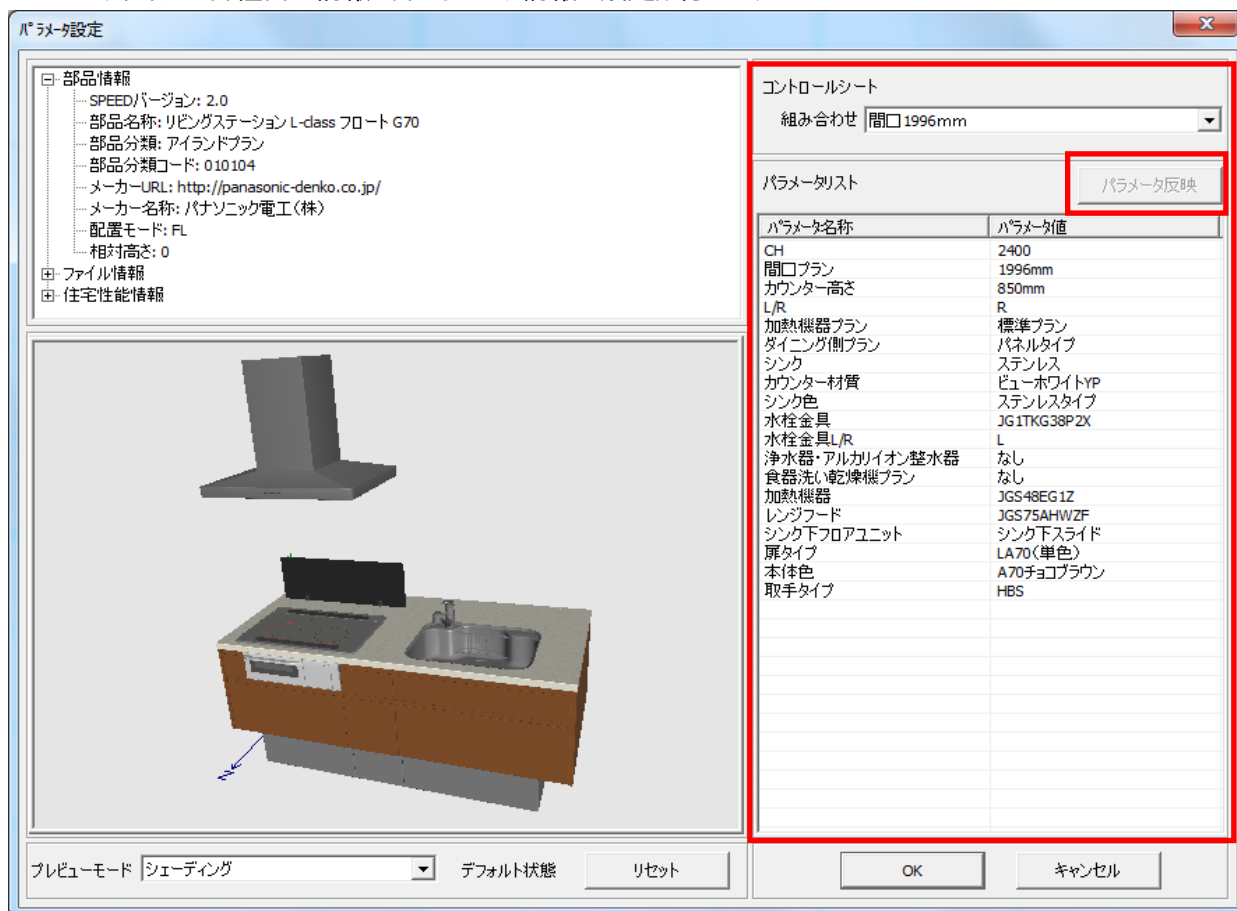 パラメータ設定
部品情報
SPEEDバージョン: 2.0
部品名称: リビングステーション L-class フロート G70
部品分類: アイランドプラン
部品分類コード: 010104
メーカーURL: http://panasonic-denko.co.jp/
メーカー名称: パナソニック電工(株)
配置モード: FL
相対高さ: 0
ファイル情報
住宅性能情報
コントロールシート
組み合わせ 間口1996mm
パラメータリスト パラメータ反映
パラメータ名称 パラメータ値
CH 2400
間口プラン 1996mm
カウンター高さ 850mm
L/R R
加熱機器プラン 標準プラン
ダイニング側プラン パネルタイプ
シンク ステンレス
カウンター材質 ビューホワイトYP
シンク色 ステンレスタイプ
水栓金具 JG1TKG38P2X
水栓金具L/R L
浄水器・アルカリイオン整水器 なし
食器洗い乾燥機プラン なし
加熱機器 JGS48EG1Z
レンジフード JGS75AHWZF
シンク下フロアユニット シンク下スライド
扉タイプ LA70(単色)
本体色 A70チョコブラウン
取手タイプ HBS
プレビューモード シェーディング デフォルト状態 リセット OK キャンセル